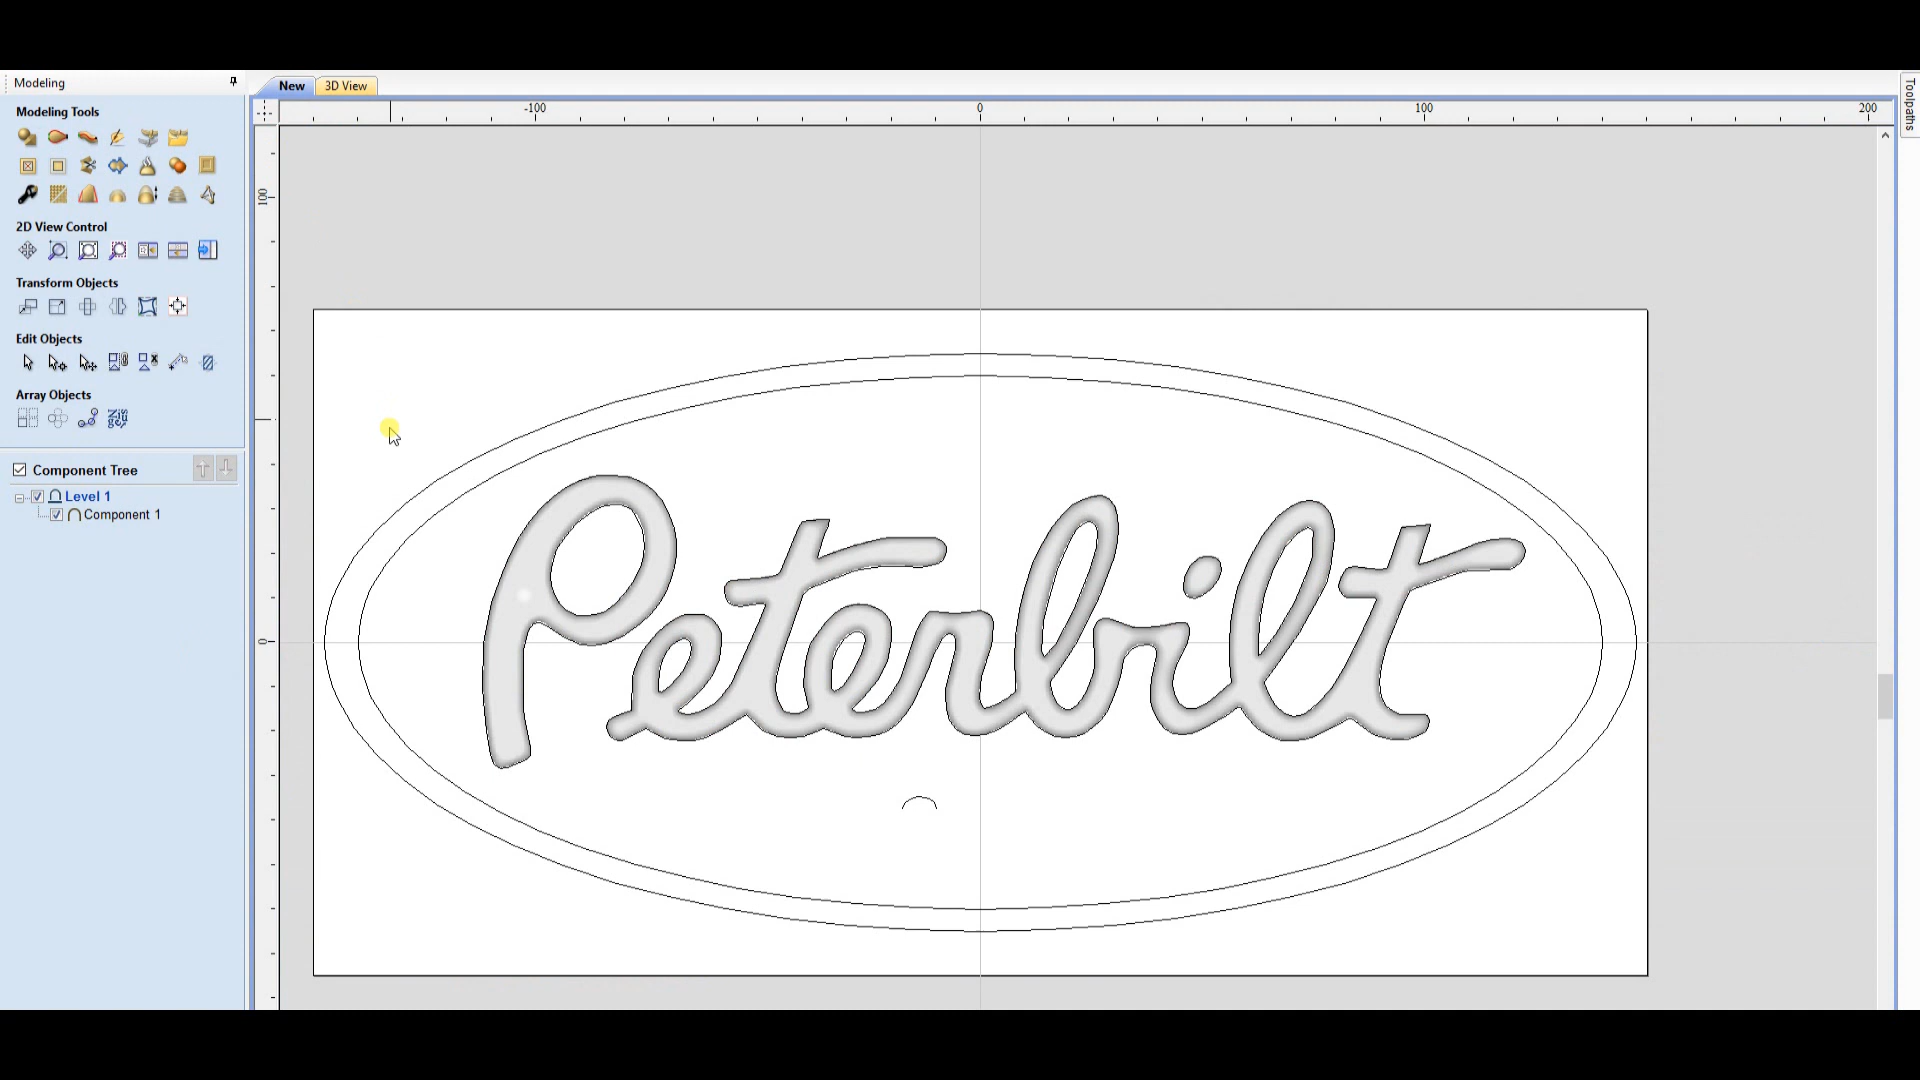 Modeling
New
3D View
Toolpaths
Modeling Tools
-100
0
100
200
100
2D View Control
Transform Objects
Edit Objects
Array Objects
Component Tree
Level 1
Component 1
0
Peterbilt